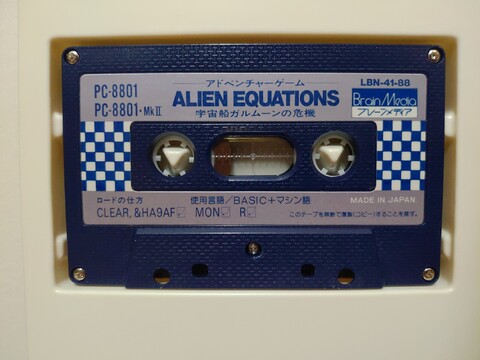 アドベンチャーゲーム
LBN-41-88
PC-8801
PC-8801・MkⅡ
ALIEN EQUATIONS
宇宙船ガルムーンの危機
Brain Media
ブレーンメディア
ロードの仕方
使用言語/BASIC+マシン語
MADE IN JAPAN
CLEAR, &HA9AF
MON
R
このテープを無断で複製(コピー)することを禁ず。